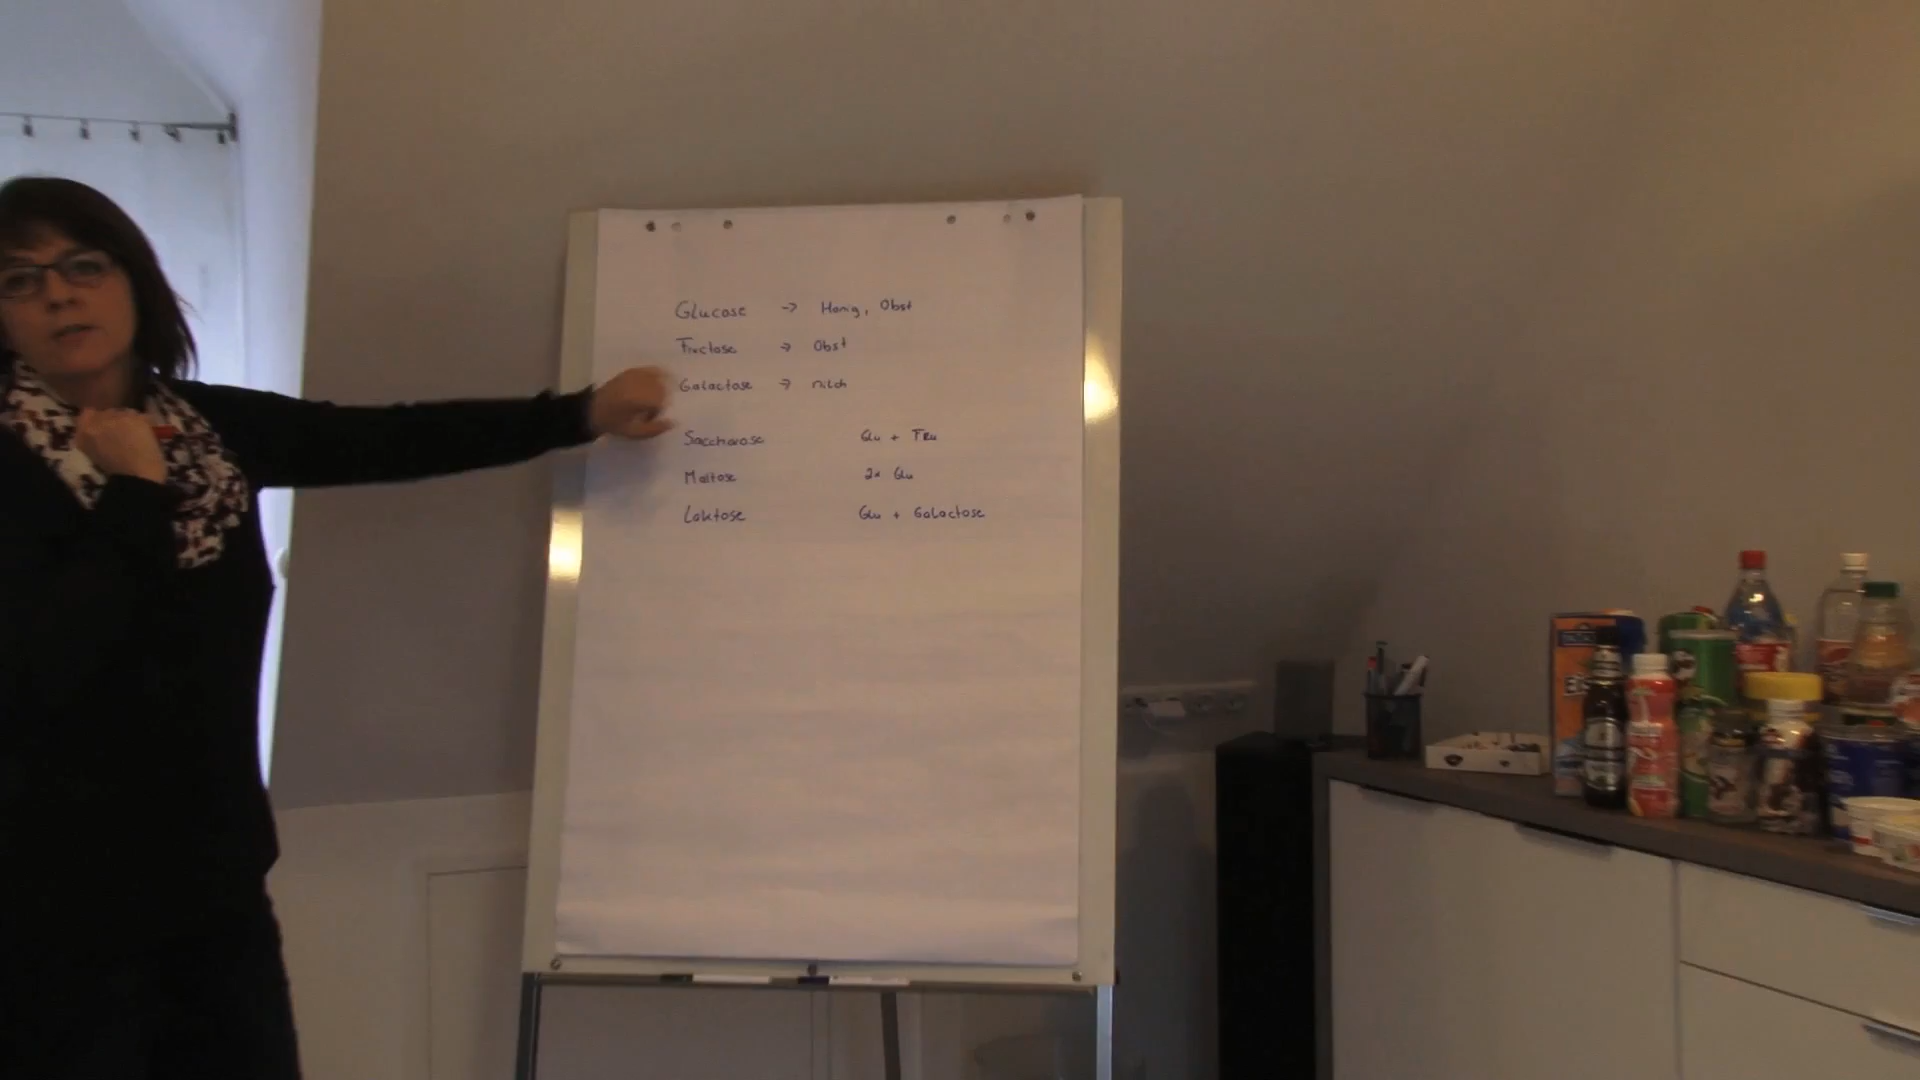 Glucose -> Honig, Obst
Fructose -> Obst
Galactose -> Milch
Saccharose Glu + Fru
Maltose 2x Glu
Laktose Glu + Galactose